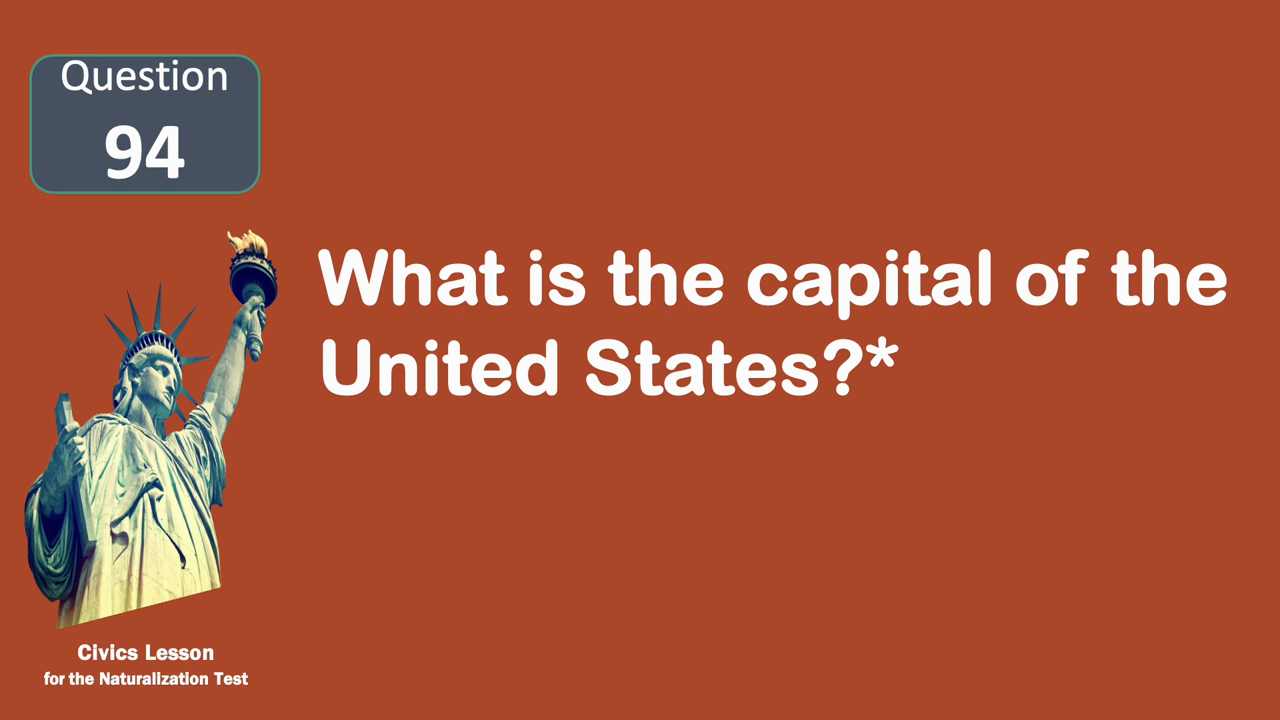 Question
94
What is the capital of the
United States?*
Civics Lesson
for the Naturalization Test